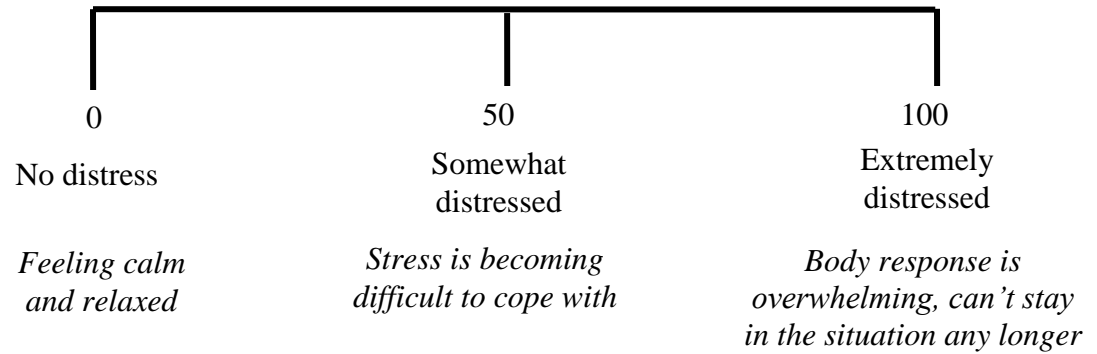 0 50 100
No distress
Somewhat
distressed
Extremely
distressed
Feeling calm
and relaxed
Stress is becoming
difficult to cope with
Body response is
overwhelming, can’t stay
in the situation any longer